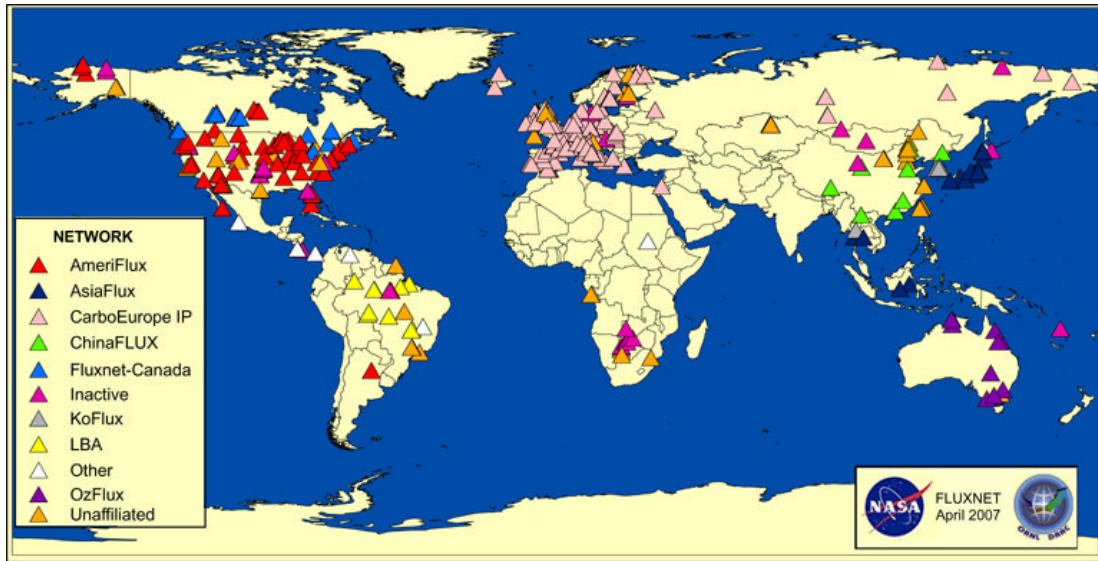 NETWORK
AmeriFlux
AsiaFlux
CarboEurope IP
ChinaFLUX
Fluxnet-Canada
Inactive
KoFlux
LBA
Other
OzFlux
Unaffiliated
NASA
FLUXNET
April 2007
ORNL DAAC